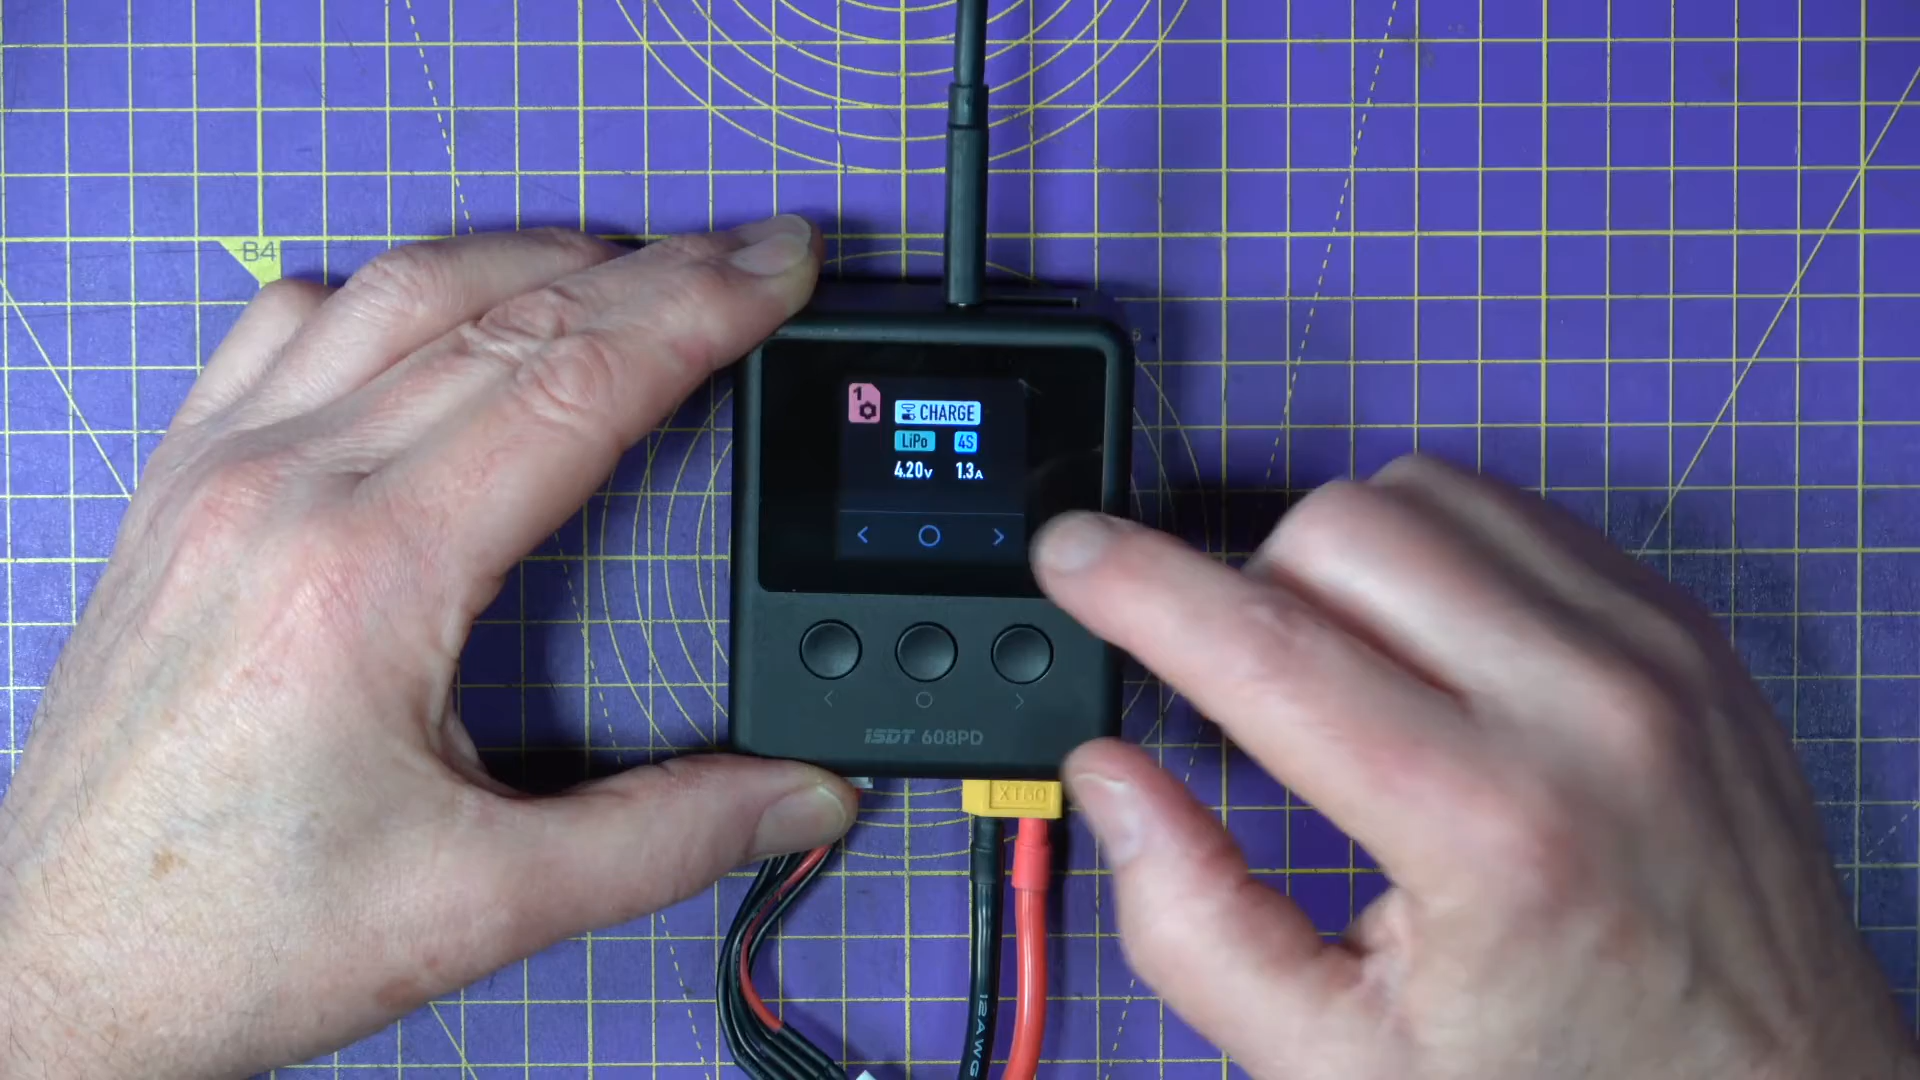 B4
1
CHARGE
LiPo 4S
4.20V 1.3A
< ○ >
< ○ >
iSDT 608PD
XT60
12AWG